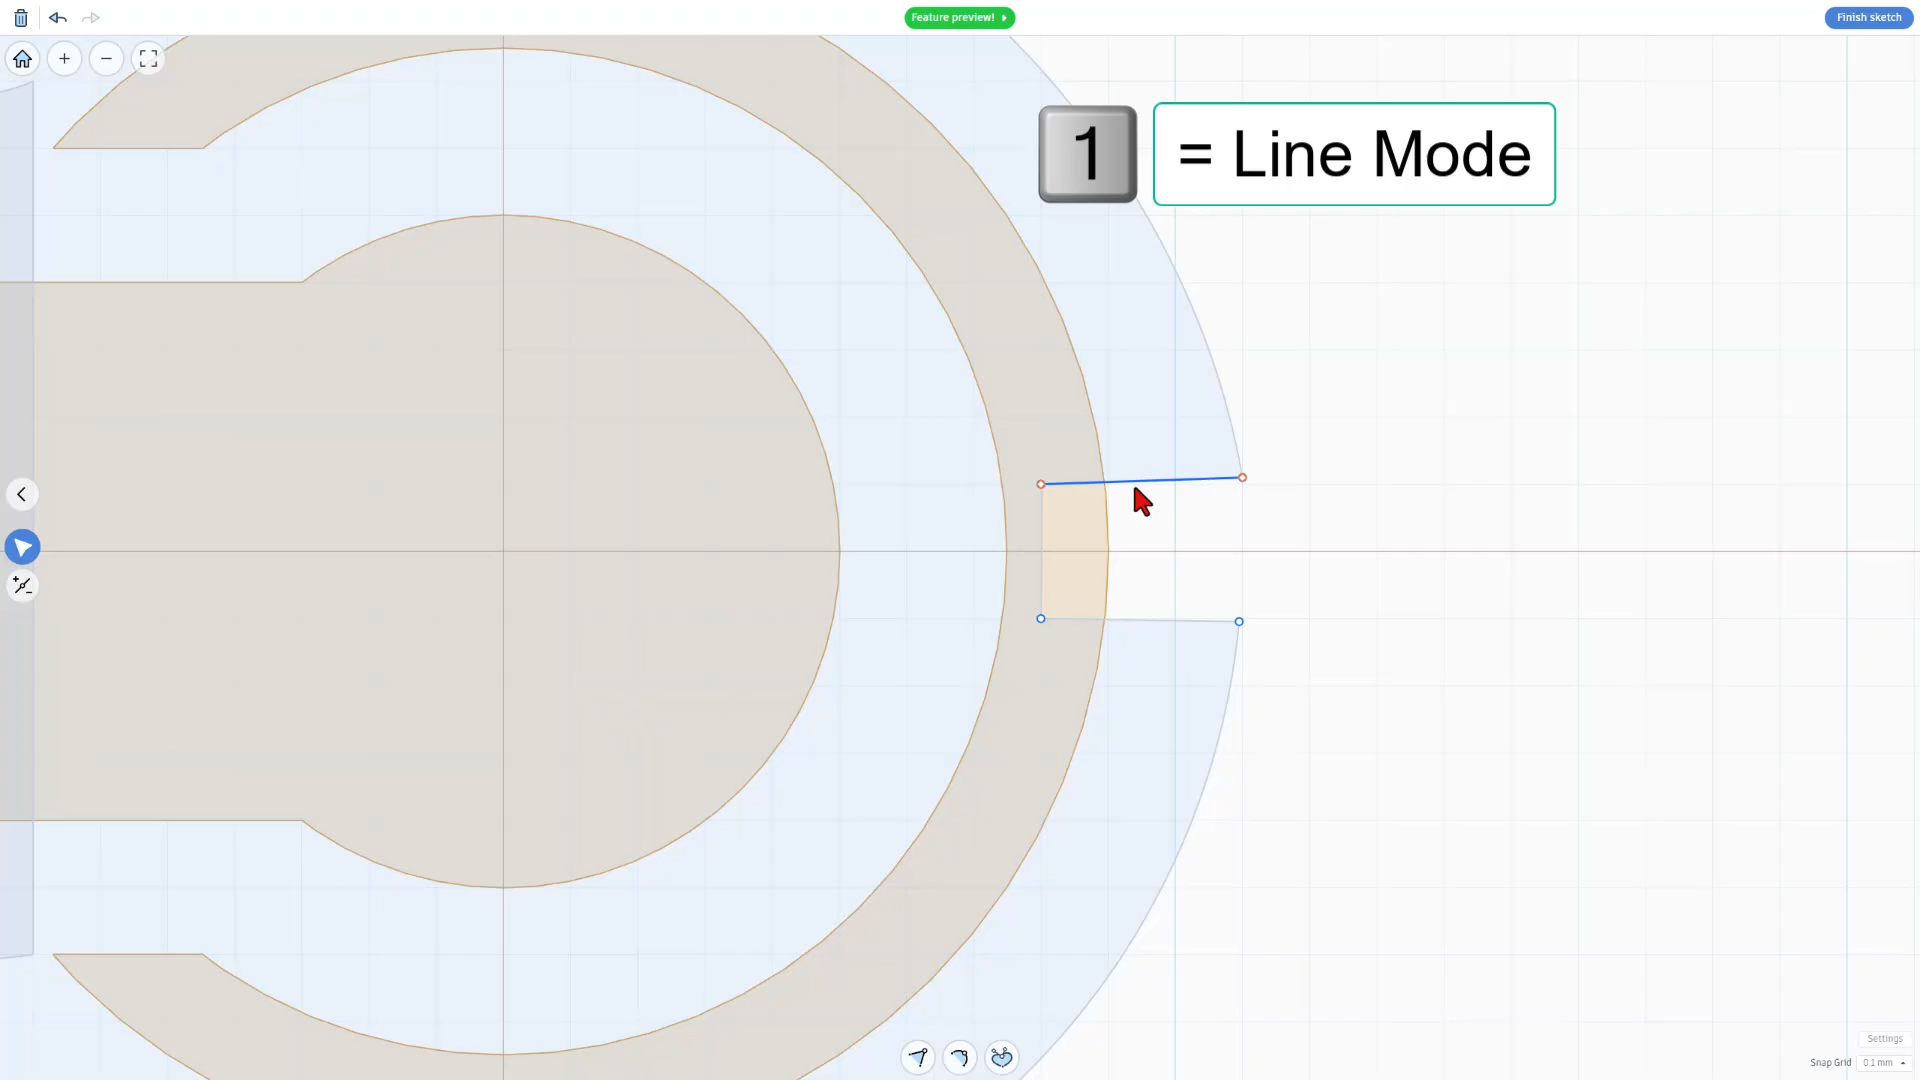 Feature preview!
Finish sketch
1
= Line Mode
Settings
Snap Grid
0.1 mm